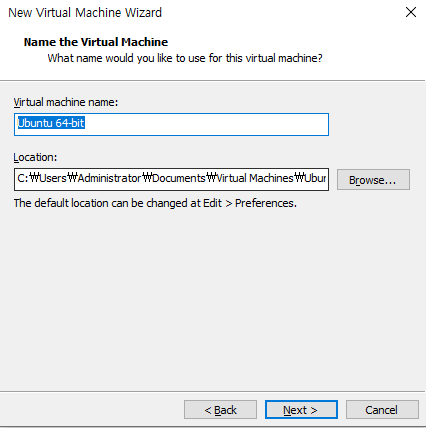 New Virtual Machine Wizard
Name the Virtual Machine
What name would you like to use for this virtual machine?
Virtual machine name:
Ubuntu 64-bit
Location:
C:₩Users₩Administrator₩Documents₩Virtual Machines₩Ubur
Browse...
The default location can be changed at Edit > Preferences.
< Back
Next >
Cancel